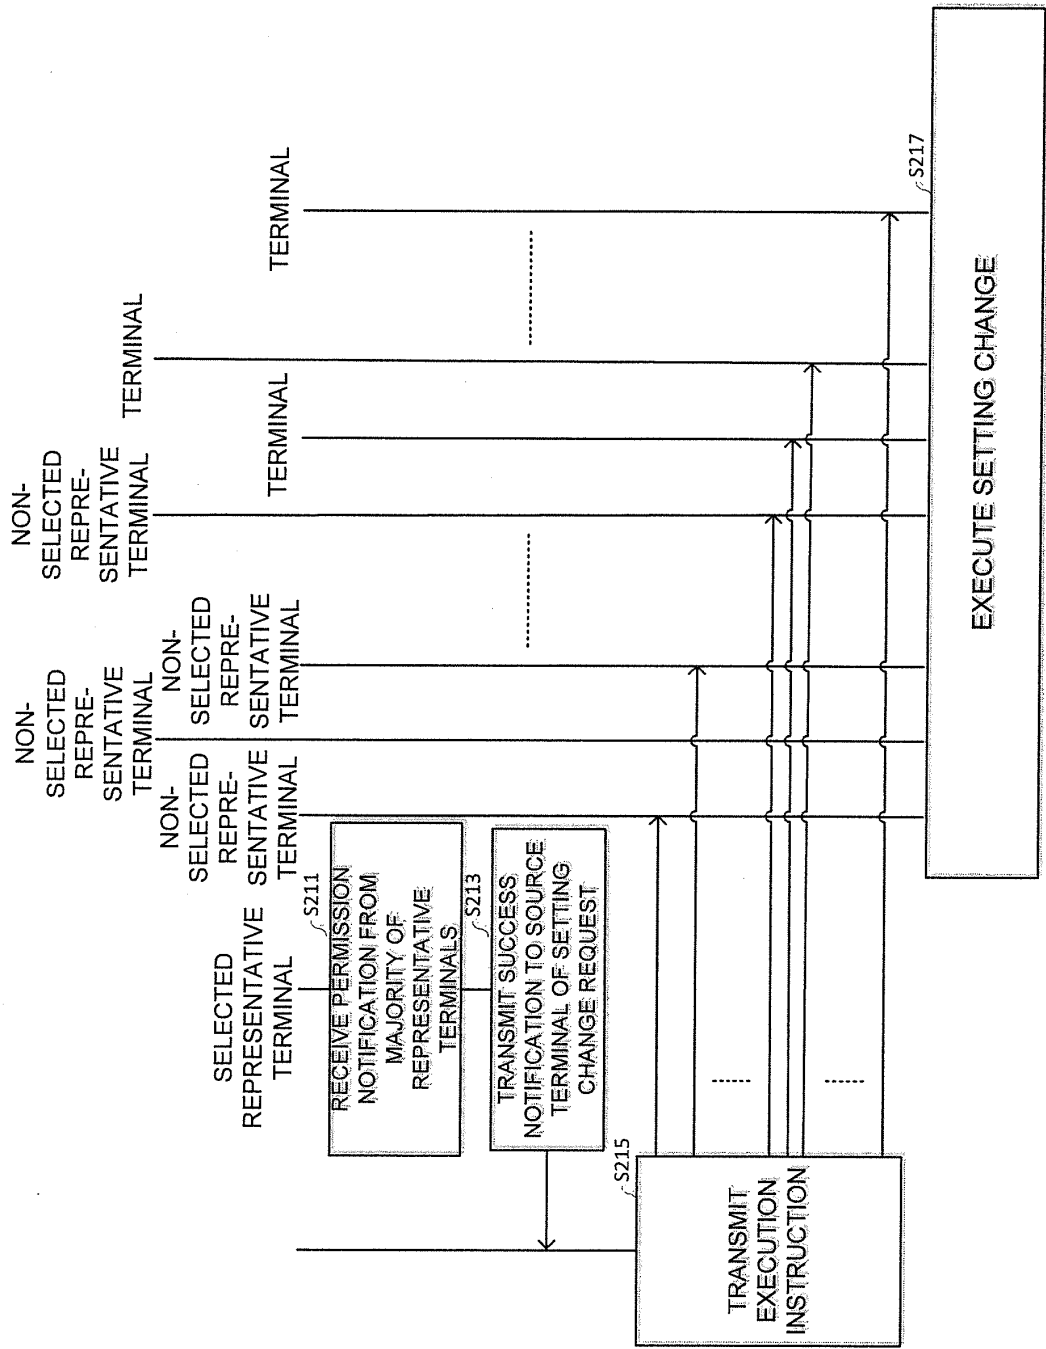 SELECTED
REPRESENTATIVE
TERMINAL
NON-
SELECTED
REPRE-
SENTATIVE
TERMINAL
NON-
SELECTED
REPRE-
SENTATIVE
TERMINAL
NON-
SELECTED
REPRE-
SENTATIVE
TERMINAL
NON-
SELECTED
REPRE-
SENTATIVE
TERMINAL
TERMINAL
TERMINAL
TERMINAL
S211
RECEIVE PERMISSION
NOTIFICATION FROM
MAJORITY OF
REPRESENTATIVE
TERMINALS
S213
TRANSMIT SUCCESS
NOTIFICATION TO SOURCE
TERMINAL OF SETTING
CHANGE REQUEST
S215
TRANSMIT
EXECUTION
INSTRUCTION
S217
EXECUTE SETTING CHANGE